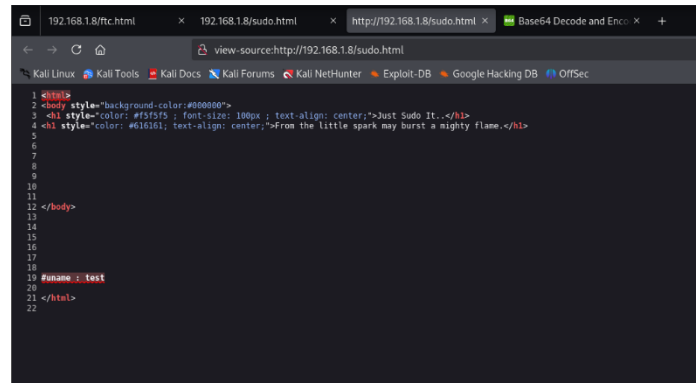 192.168.1.8/ftc.html × 192.168.1.8/sudo.html × http://192.168.1.8/sudo.html × Base64 Decode and Enco × +
view-source:http://192.168.1.8/sudo.html
Kali Linux Kali Tools Kali Docs Kali Forums Kali NetHunter Exploit-DB Google Hacking DB OffSec
1 <html>
2 <body style="background-color:#000000">
3 <h1 style="color: #f5f5f5 ; font-size: 100px ; text-align: center;">Just Sudo It..</h1>
4 <h1 style="color: #616161; text-align: center;">From the little spark may burst a mighty flame.</h1>
5
6
7
8
9
10
11
12 </body>
13
14
15
16
17
18
19 #uname : test
20
21 </html>
22